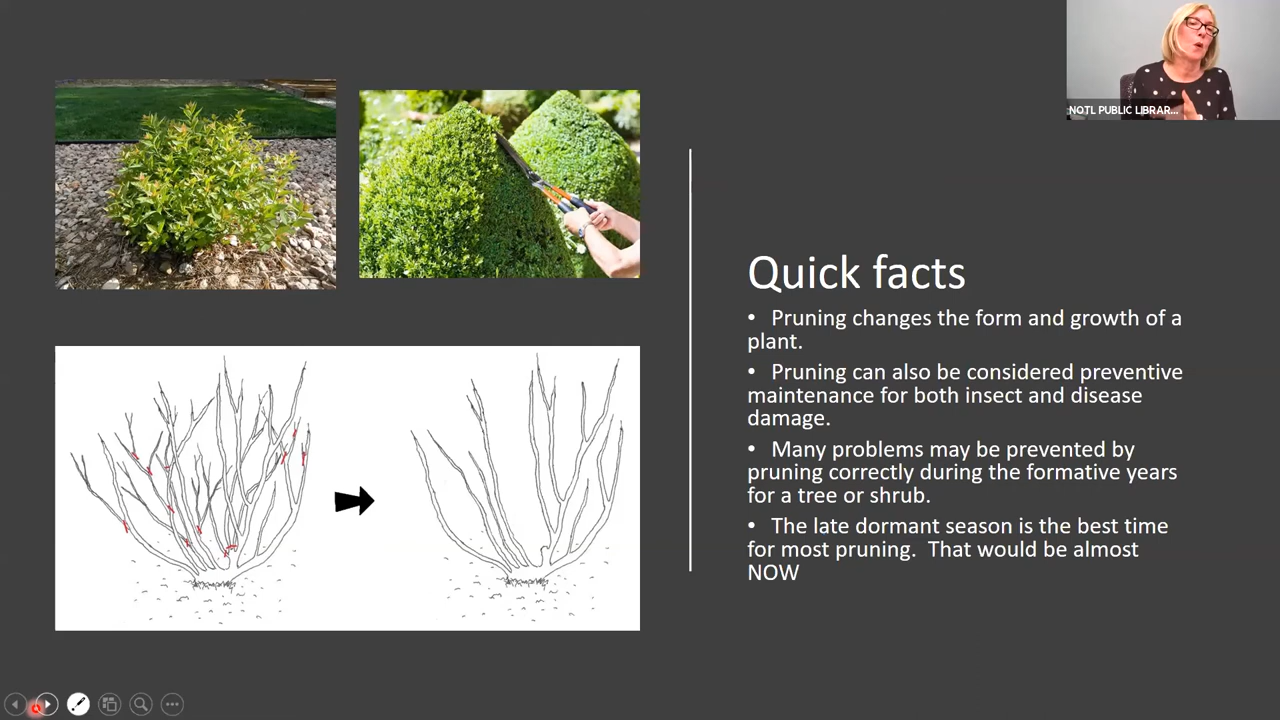 NOTL PUBLIC LIBRAR...
Quick facts
• Pruning changes the form and growth of a
plant.
• Pruning can also be considered preventive
maintenance for both insect and disease
damage.
• Many problems may be prevented by
pruning correctly during the formative years
for a tree or shrub.
• The late dormant season is the best time
for most pruning.  That would be almost
NOW